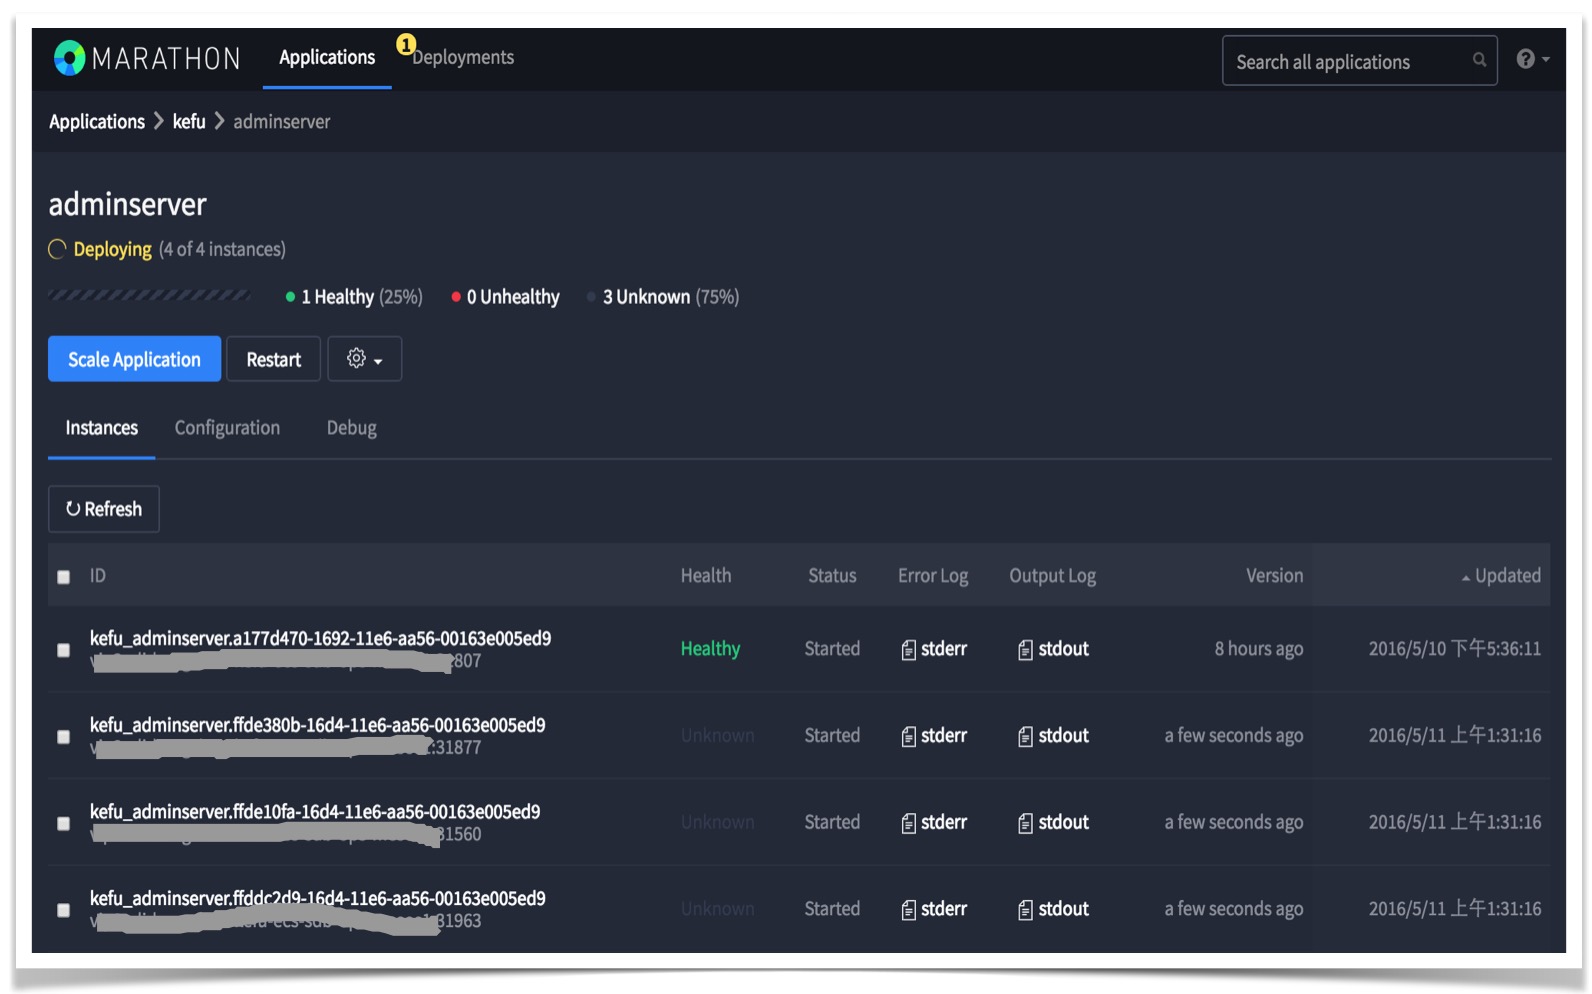 MARATHON
Applications
1
Deployments
Search all applications
?
Applications > kefu > adminserver
adminserver
Deploying (4 of 4 instances)
1 Healthy (25%) 0 Unhealthy 3 Unknown (75%)
Scale Application Restart
Instances Configuration Debug
Refresh
ID Health Status Error Log Output Log Version Updated
kefu_adminserver.a177d470-1692-11e6-aa56-00163e005ed9
807
Healthy Started stderr stdout 8 hours ago 2016/5/10 下午5:36:11
kefu_adminserver.ffde380b-16d4-11e6-aa56-00163e005ed9
:31877
Unknown Started stderr stdout a few seconds ago 2016/5/11 上午1:31:16
kefu_adminserver.ffde10fa-16d4-11e6-aa56-00163e005ed9
31560
Unknown Started stderr stdout a few seconds ago 2016/5/11 上午1:31:16
kefu_adminserver.ffddc2d9-16d4-11e6-aa56-00163e005ed9
31963
Unknown Started stderr stdout a few seconds ago 2016/5/11 上午1:31:16